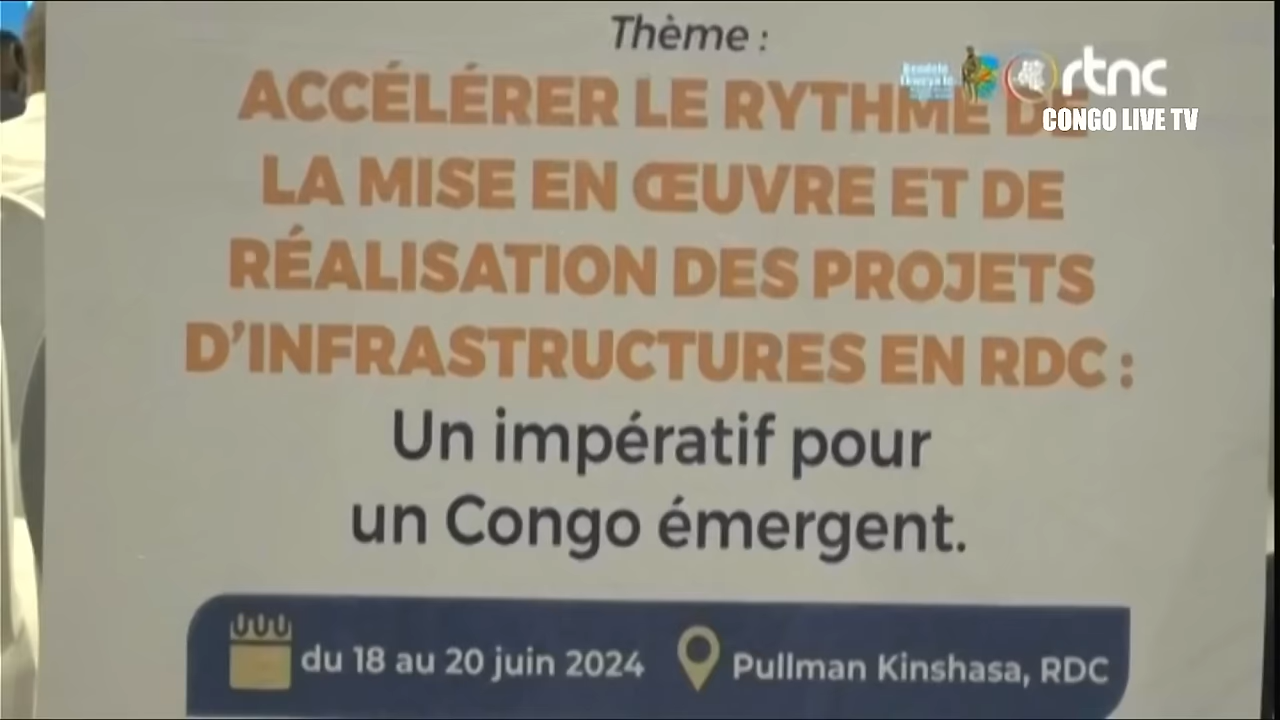 Thème :
rtnc
ACCÉLÉRER LE RYTHME DE
CONGO LIVE TV
LA MISE EN ŒUVRE ET DE
RÉALISATION DES PROJETS
D'INFRASTRUCTURES EN RDC :
Un impératif pour
un Congo émergent.
du 18 au 20 juin 2024
Pullman Kinshasa, RDC